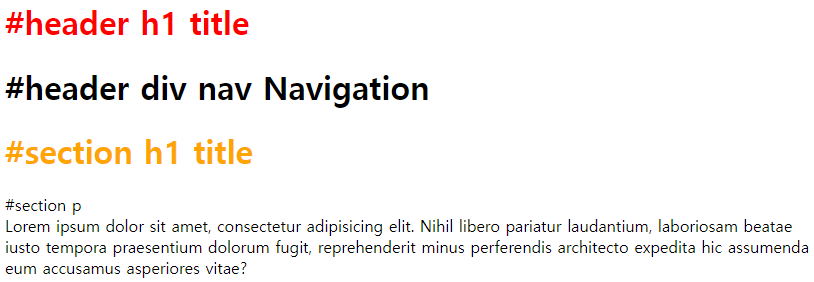 #header h1 title
#header div nav Navigation
#section h1 title
#section p
Lorem ipsum dolor sit amet, consectetur adipisicing elit. Nihil libero pariatur laudantium, laboriosam beatae
iusto tempora praesentium dolorum fugit, reprehenderit minus perferendis architecto expedita hic assumenda
eum accusamus asperiores vitae?